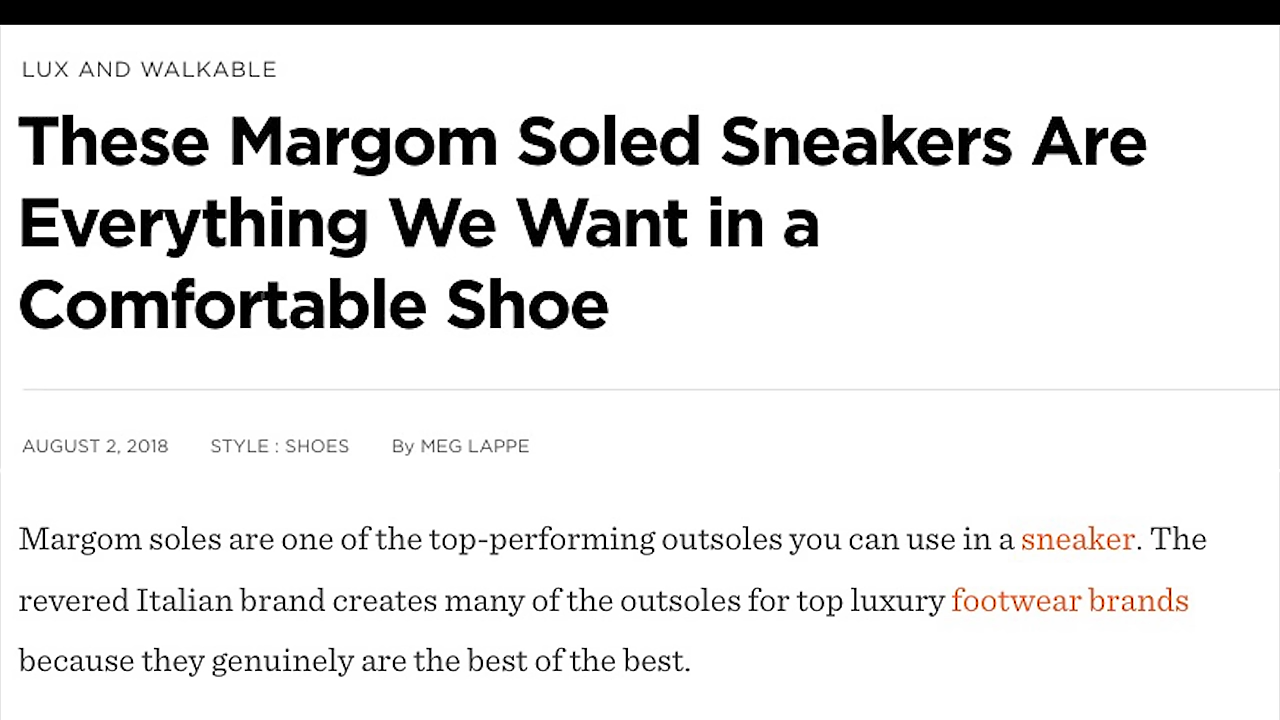 LUX AND WALKABLE
These Margom Soled Sneakers Are
Everything We Want in a
Comfortable Shoe
AUGUST 2, 2018 STYLE : SHOES By MEG LAPPE
Margom soles are one of the top-performing outsoles you can use in a sneaker. The
revered Italian brand creates many of the outsoles for top luxury footwear brands
because they genuinely are the best of the best.